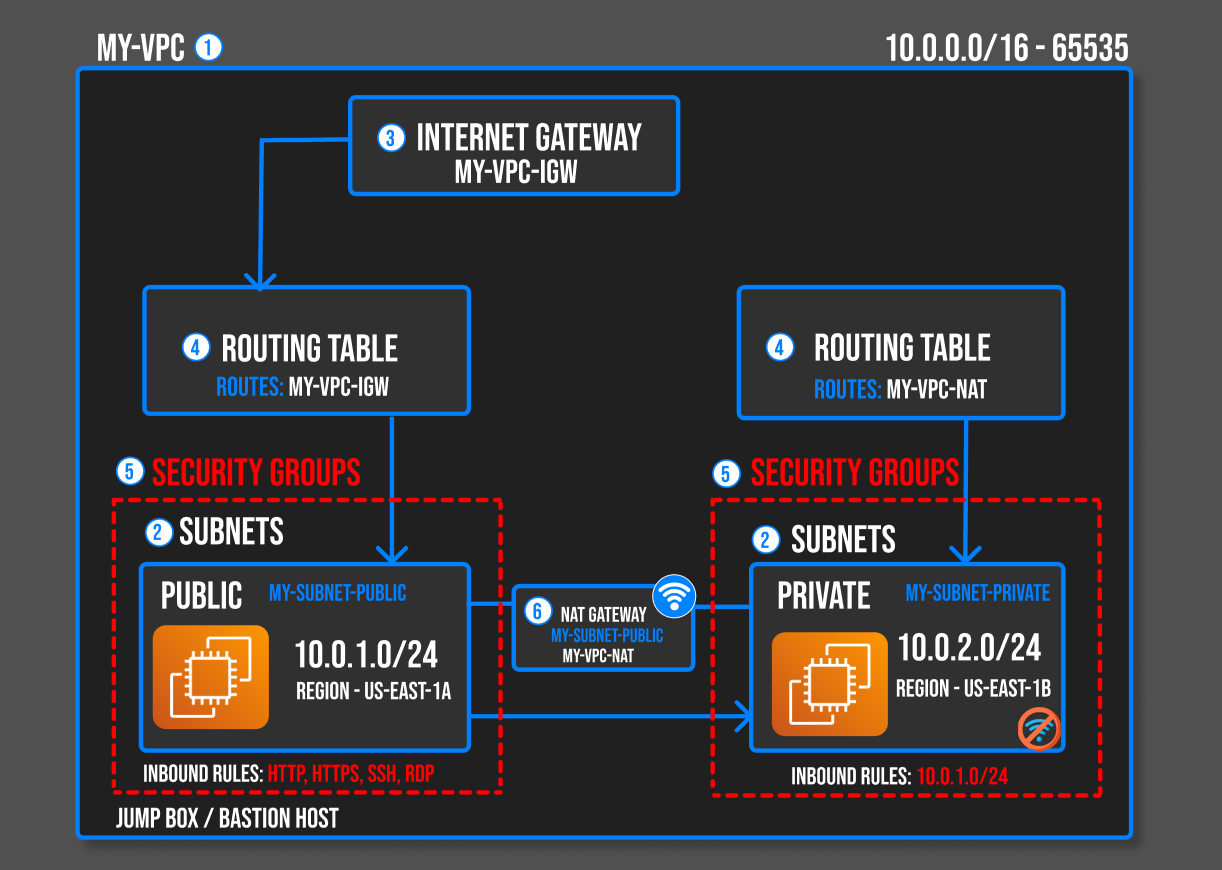 MY-VPC 1
10.0.0.0/16 - 65535
3 INTERNET GATEWAY
MY-VPC-IGW
4 ROUTING TABLE
ROUTES: MY-VPC-IGW
4 ROUTING TABLE
ROUTES: MY-VPC-NAT
5 SECURITY GROUPS
2 SUBNETS
PUBLIC MY-SUBNET-PUBLIC
10.0.1.0/24
REGION - US-EAST-1A
INBOUND RULES: HTTP, HTTPS, SSH, RDP
JUMP BOX / BASTION HOST
6 NAT GATEWAY
MY-SUBNET-PUBLIC
MY-VPC-NAT
5 SECURITY GROUPS
2 SUBNETS
PRIVATE MY-SUBNET-PRIVATE
10.0.2.0/24
REGION - US-EAST-1B
INBOUND RULES: 10.0.1.0/24